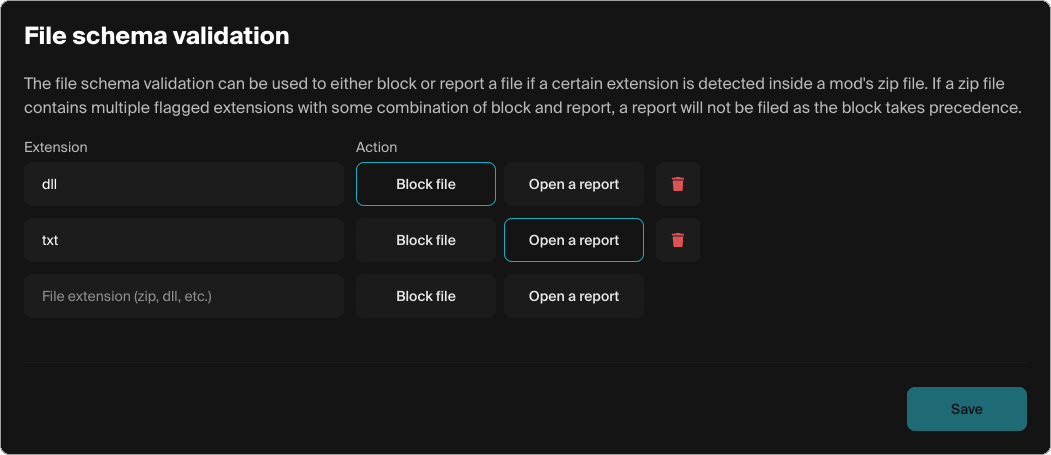 File schema validation
The file schema validation can be used to either block or report a file if a certain extension is detected inside a mod's zip file. If a zip file
contains multiple flagged extensions with some combination of block and report, a report will not be filed as the block takes precedence.
Extension Action
dll Block file Open a report
txt Block file Open a report
File extension (zip, dll, etc.) Block file Open a report
Save